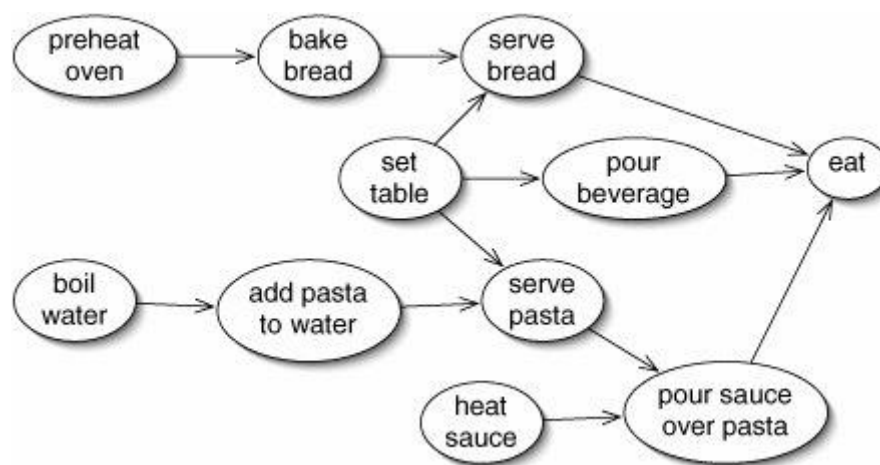 preheat
oven
bake
bread
serve
bread
set
table
pour
beverage
eat
boil
water
add pasta
to water
serve
pasta
heat
sauce
pour sauce
over pasta